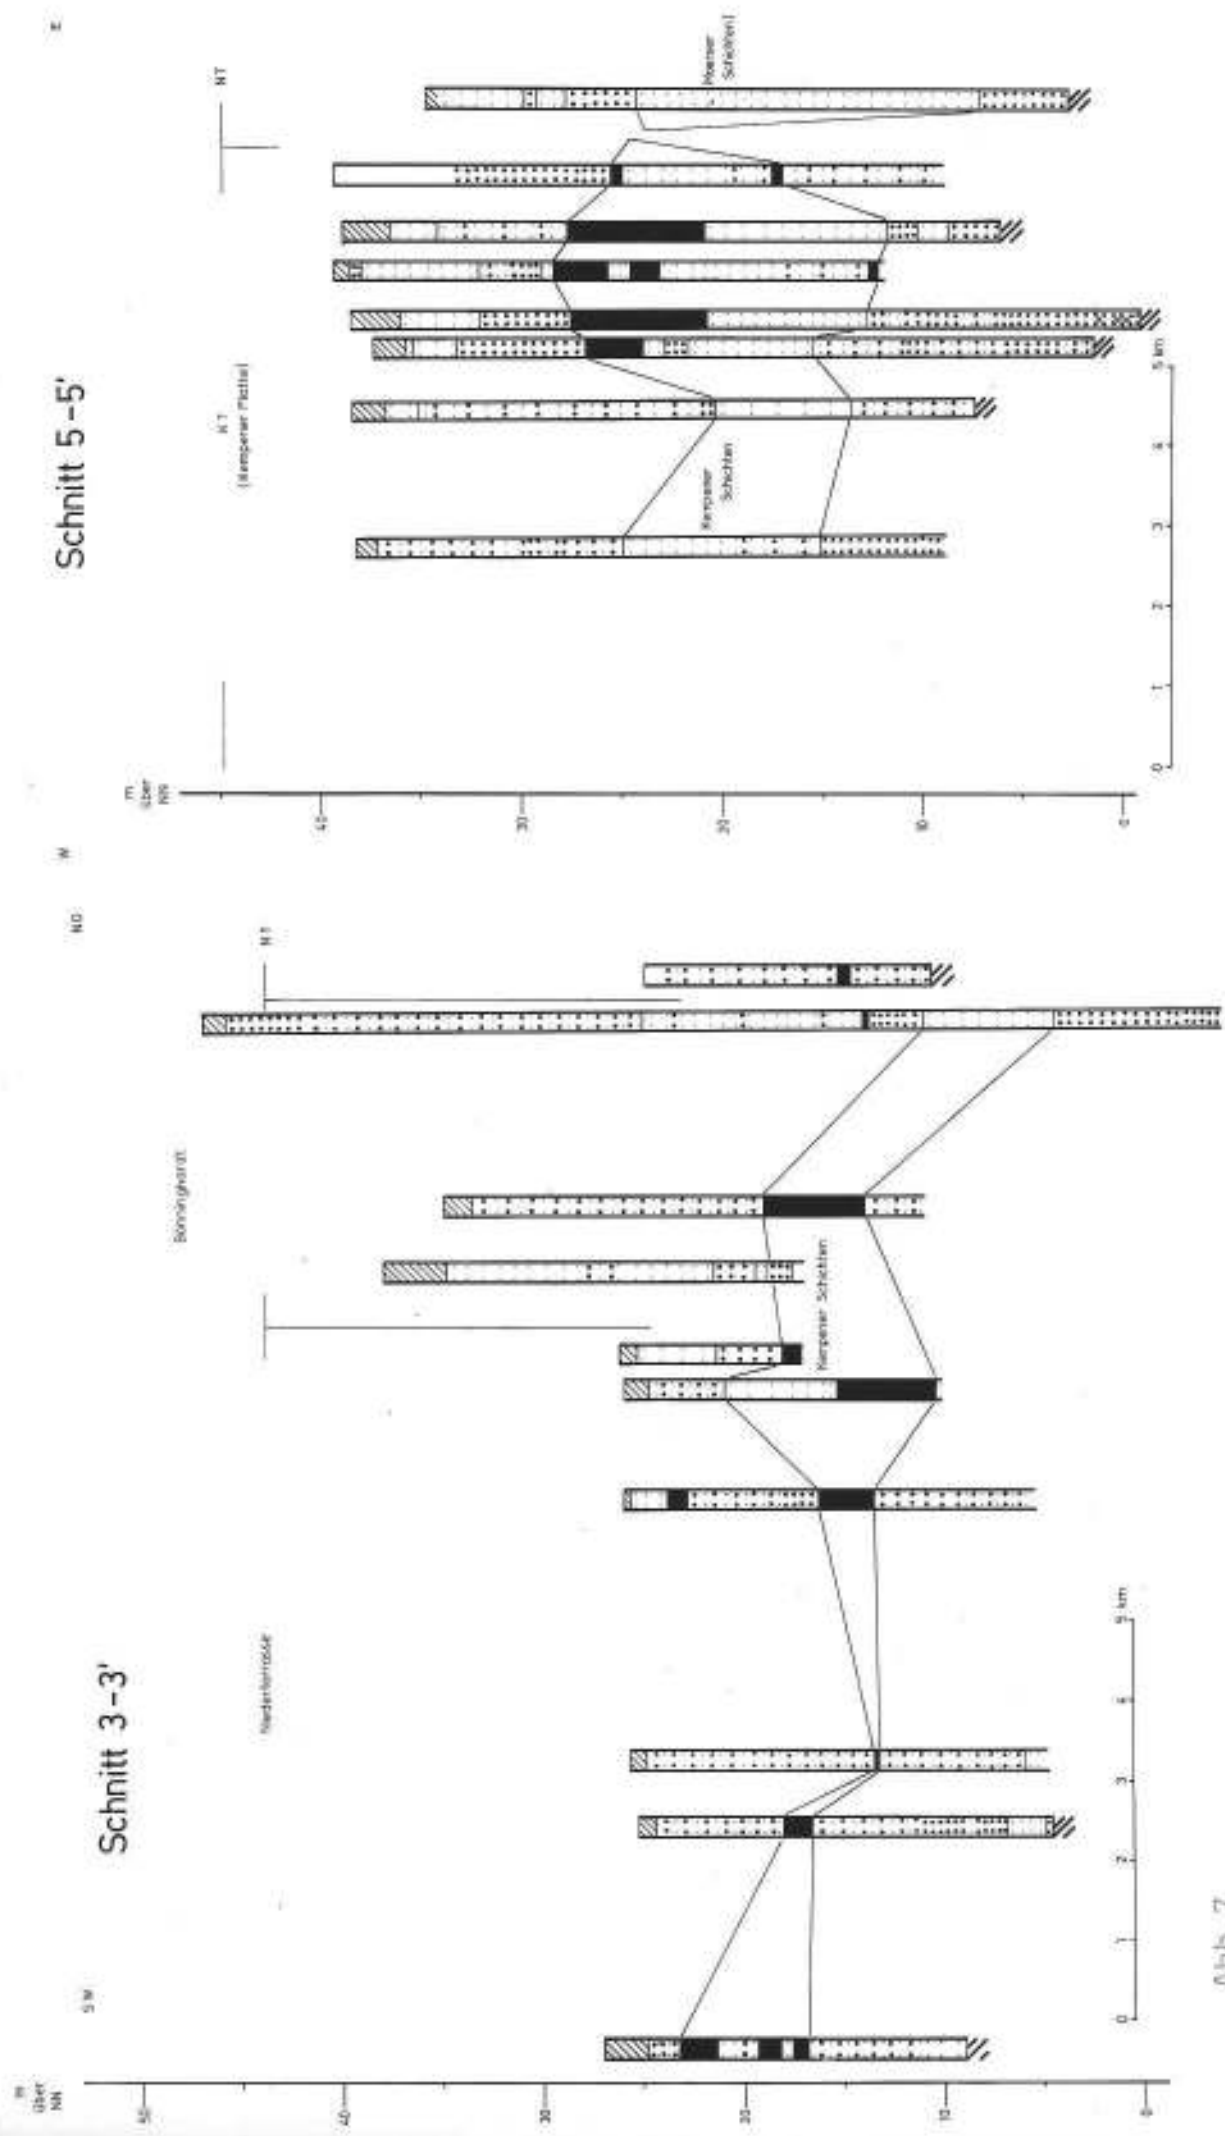 Schnitt 3-3'
m
über
NN
50
40
30
20
10
0
SW
Niederterrasse
Bönninghardt
NT
NO
Kempener Schichten
0
1
2
3
4
5 km
Schnitt 5-5'
m
über
NN
40
30
20
10
0
W
(Kempener Platte)
NT
E
Kempener
Schichten
Moerser
Schichten)
0
1
2
3
4
5 km
Abb. 7